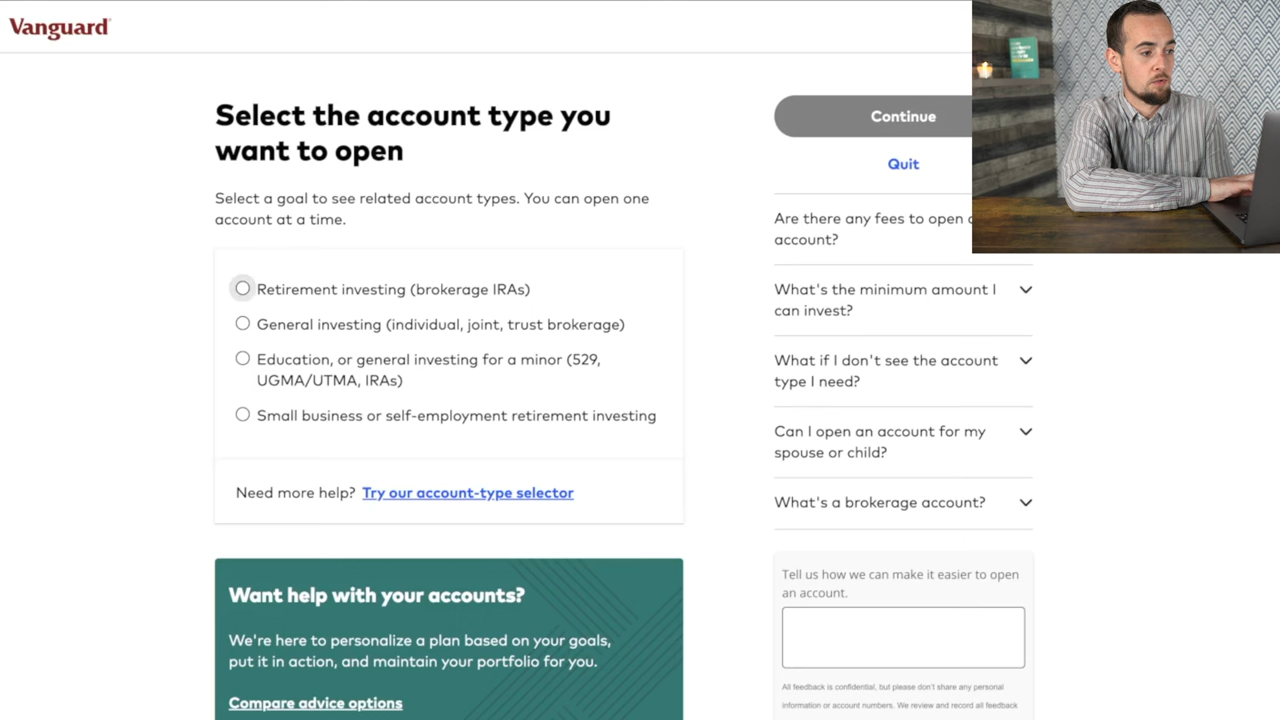 Vanguard
Select the account type you
want to open
Select a goal to see related account types. You can open one
account at a time.
Retirement investing (brokerage IRAs)
General investing (individual, joint, trust brokerage)
Education, or general investing for a minor (529,
UGMA/UTMA, IRAs)
Small business or self-employment retirement investing
Need more help? Try our account-type selector
Want help with your accounts?
We're here to personalize a plan based on your goals,
put it in action, and maintain your portfolio for you.
Compare advice options
Continue
Quit
Are there any fees to open
account?
What's the minimum amount I
can invest?
What if I don't see the account
type I need?
Can I open an account for my
spouse or child?
What's a brokerage account?
Tell us how we can make it easier to open
an account.
All feedback is confidential, but please don't share any personal
information or account numbers. We review and record all feedback